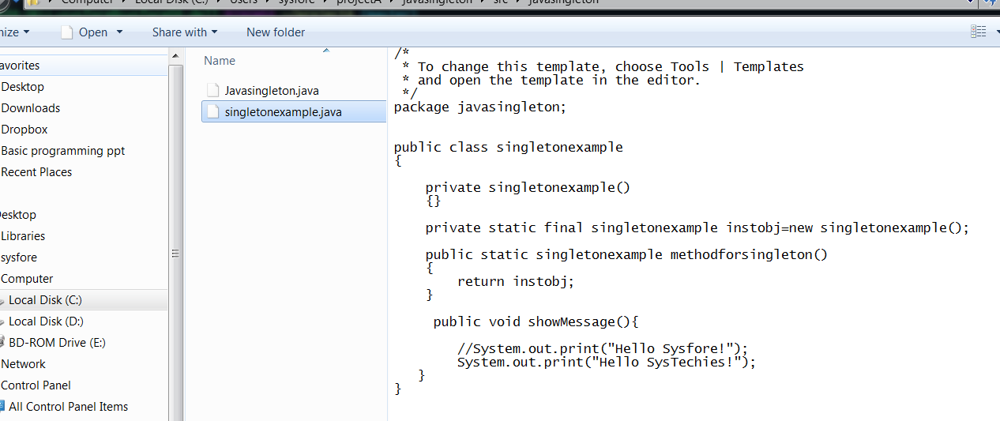 Computer Local Disk (C:) Users sysfore projectA javasingleton src javasingleton
nize Open Share with New folder
avorites
Desktop
Downloads
Dropbox
Basic programming ppt
Recent Places
esktop
Libraries
sysfore
Computer
Local Disk (C:)
Local Disk (D:)
BD-ROM Drive (E:)
Network
Control Panel
All Control Panel Items
Name
Javasingleton.java
singletonexample.java
/*
 * To change this template, choose Tools | Templates
 * and open the template in the editor.
 */
package javasingleton;
public class singletonexample
{
    private singletonexample()
    {}
    private static final singletonexample instobj=new singletonexample();
    public static singletonexample methodforsingleton()
    {
        return instobj;
    }
     public void showMessage(){
        //System.out.print("Hello Sysfore!");
        System.out.print("Hello SysTechies!");
   }
}